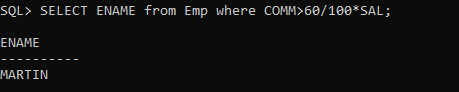 SQL> SELECT ENAME from Emp where COMM>60/100*SAL;
ENAME
----------
MARTIN